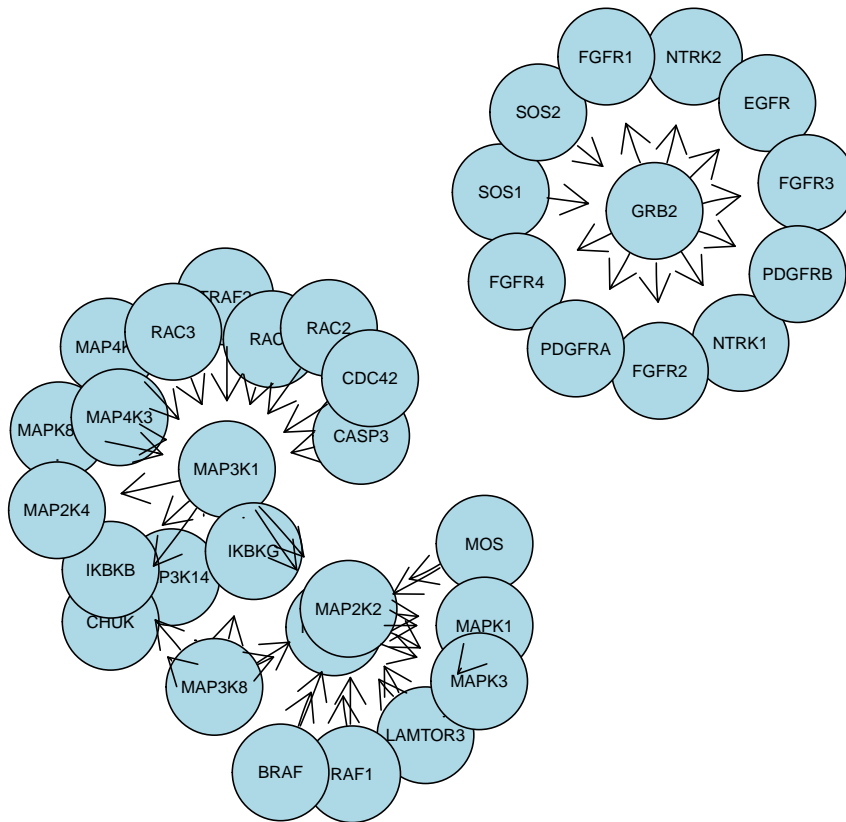 FGFR1
NTRK2
SOS2
EGFR
FGFR3
SOS1
GRB2
FGFR4
PDGFRB
PDGFRA
FGFR2
NTRK1
RAC3
RAC2
CDC42
MAP4K3
MAPK8
CASP3
MAP3K1
MAP2K4
MOS
IKBKG
IKBKB
P3K14
MAP2K2
CHUK
MAPK1
MAP3K8
MAPK3
LAMTOR3
BRAF
RAF1